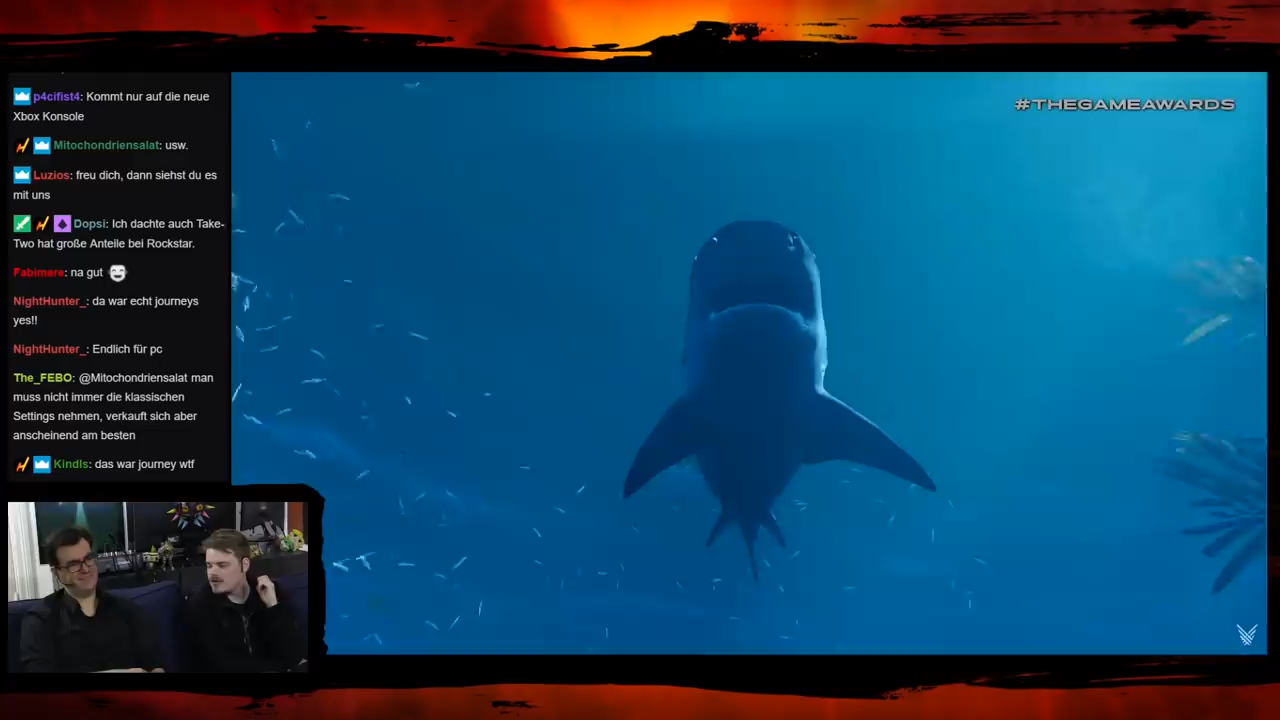 #THEGAMEAWARDS
p4cifist4: Kommt nur auf die neue
Xbox Konsole
Mitochondriensalat: usw.
Luzios: freu dich, dann siehst du es
mit uns
Dopsi: Ich dachte auch Take-
Two hat große Anteile bei Rockstar.
Fabimare: na gut
NightHunter_: da war echt journeys
yes!!
NightHunter_: Endlich für pc
The_FEBO: @Mitochondriensalat man
muss nicht immer die klassischen
Settings nehmen, verkauft sich aber
anscheinend am besten
Kindls: das war journey wtf